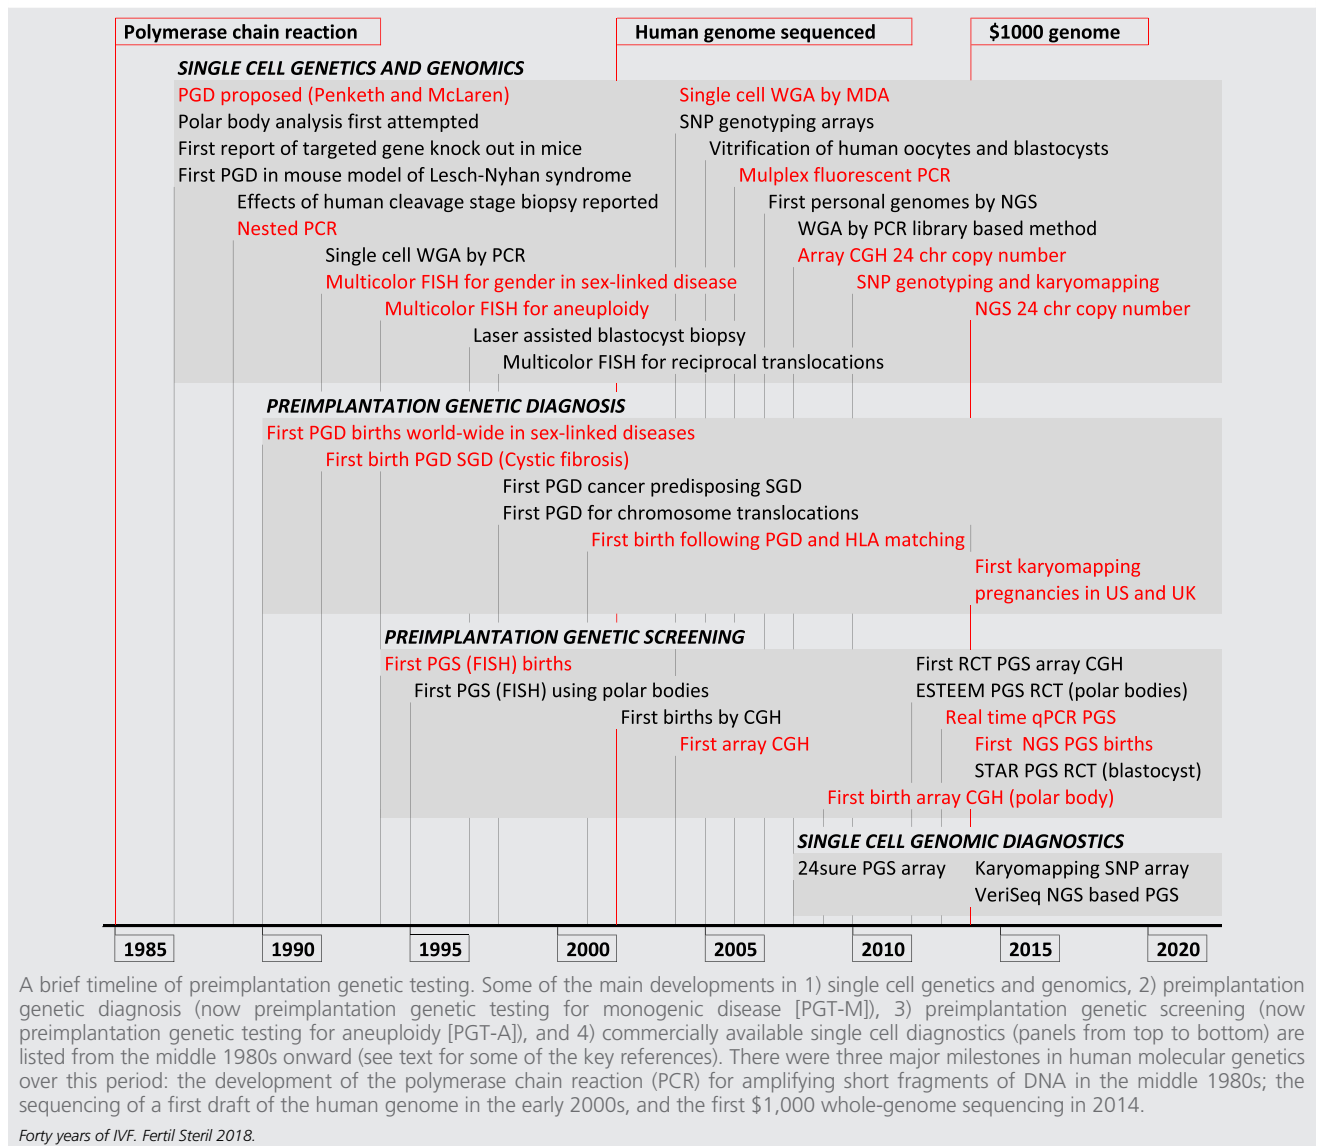 Polymerase chain reaction
Human genome sequenced
$1000 genome
SINGLE CELL GENETICS AND GENOMICS
PGD proposed (Penketh and McLaren)
Single cell WGA by MDA
Polar body analysis first attempted
SNP genotyping arrays
First report of targeted gene knock out in mice
Vitrification of human oocytes and blastocysts
First PGD in mouse model of Lesch-Nyhan syndrome
Mulplex fluorescent PCR
Effects of human cleavage stage biopsy reported
First personal genomes by NGS
Nested PCR
WGA by PCR library based method
Single cell WGA by PCR
Array CGH 24 chr copy number
Multicolor FISH for gender in sex-linked disease
SNP genotyping and karyomapping
Multicolor FISH for aneuploidy
NGS 24 chr copy number
Laser assisted blastocyst biopsy
Multicolor FISH for reciprocal translocations
PREIMPLANTATION GENETIC DIAGNOSIS
First PGD births world-wide in sex-linked diseases
First birth PGD SGD (Cystic fibrosis)
First PGD cancer predisposing SGD
First PGD for chromosome translocations
First birth following PGD and HLA matching
First karyomapping
pregnancies in US and UK
PREIMPLANTATION GENETIC SCREENING
First PGS (FISH) births
First RCT PGS array CGH
First PGS (FISH) using polar bodies
ESTEEM PGS RCT (polar bodies)
First births by CGH
Real time qPCR PGS
First array CGH
First NGS PGS births
STAR PGS RCT (blastocyst)
First birth array CGH (polar body)
SINGLE CELL GENOMIC DIAGNOSTICS
24sure PGS array
Karyomapping SNP array
VeriSeq NGS based PGS
1985
1990
1995
2000
2005
2010
2015
2020
A brief timeline of preimplantation genetic testing. Some of the main developments in 1) single cell genetics and genomics, 2) preimplantation
genetic diagnosis (now preimplantation genetic testing for monogenic disease [PGT-M]), 3) preimplantation genetic screening (now
preimplantation genetic testing for aneuploidy [PGT-A]), and 4) commercially available single cell diagnostics (panels from top to bottom) are
listed from the middle 1980s onward (see text for some of the key references). There were three major milestones in human molecular genetics
over this period: the development of the polymerase chain reaction (PCR) for amplifying short fragments of DNA in the middle 1980s; the
sequencing of a first draft of the human genome in the early 2000s, and the first $1,000 whole-genome sequencing in 2014.
Forty years of IVF. Fertil Steril 2018.